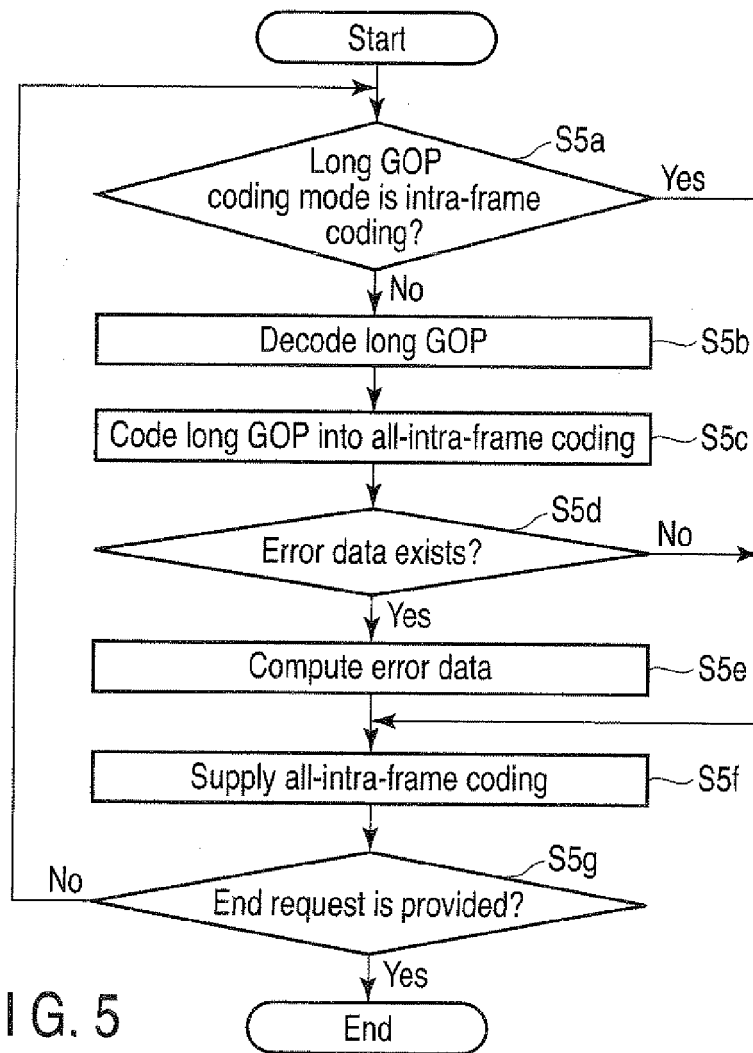 Start
S5a
Long GOP
coding mode is intra-frame
coding?
Yes
No
Decode long GOP
S5b
Code long GOP into all-intra-frame coding
S5c
S5d
Error data exists?
No
Yes
Compute error data
S5e
Supply all-intra-frame coding
S5f
S5g
No
End request is provided?
Yes
I G. 5
End